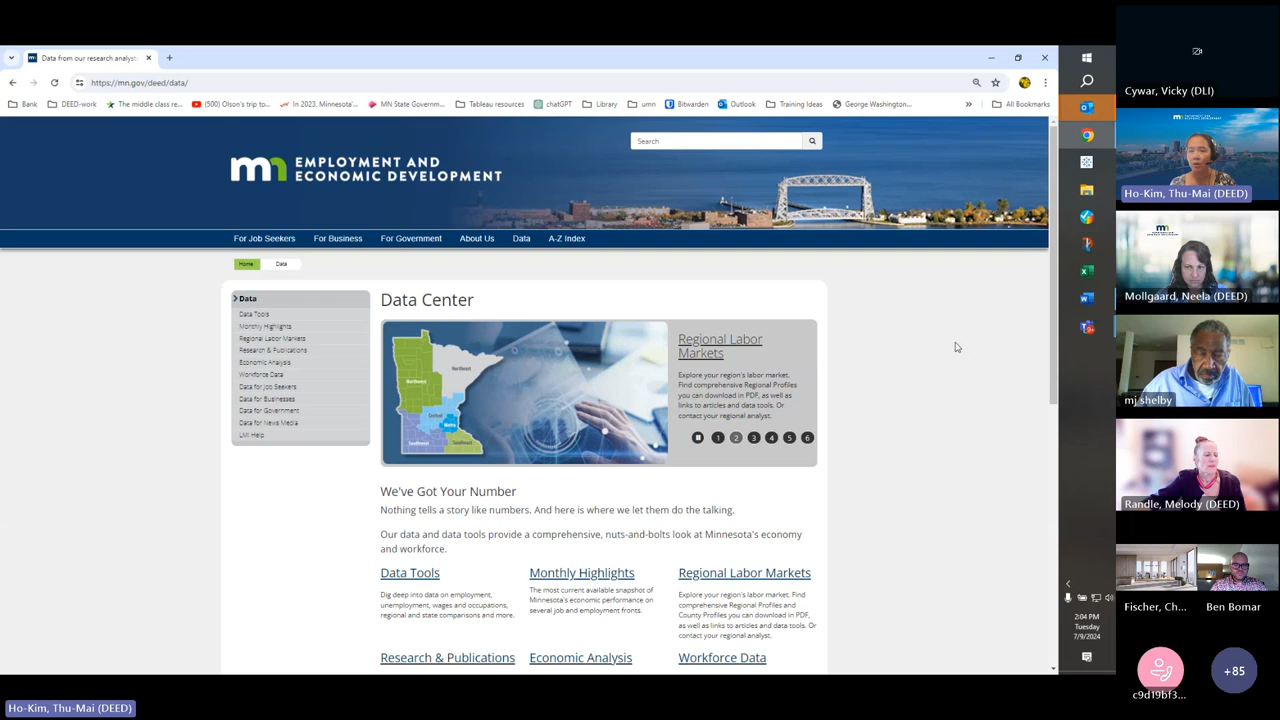 Data from our research analyst
https://mn.gov/deed/data/
Bank
DEED-work
The middle class re...
(500) Olson's trip to...
In 2023, Minnesota'...
MN State Governm...
Tableau resources
chatGPT
Library
umn
Bitwarden
Outlook
Training Ideas
George Washington...
»
All Bookmarks
Search
mn EMPLOYMENT AND
ECONOMIC DEVELOPMENT
For Job Seekers
For Business
For Government
About Us
Data
A-Z Index
Home
Data
Data
Data Tools
Monthly Highlights
Regional Labor Markets
Research & Publications
Economic Analysis
Workforce Data
Data for Job Seekers
Data for Businesses
Data for Government
Data for News Media
LMI Help
Data Center
Northwest
Northeast
Central
Metro
Southwest
Southeast
Regional Labor
Markets
Explore your region's labor market.
Find comprehensive Regional Profiles
you can download in PDF, as well as
links to articles and data tools. Or
contact your regional analyst.
1 2 3 4 5 6
We've Got Your Number
Nothing tells a story like numbers. And here is where we let them do the talking.
Our data and data tools provide a comprehensive, nuts-and-bolts look at Minnesota's economy
and workforce.
Data Tools
Dig deep into data on employment,
unemployment, wages and occupations,
regional and state comparisons and more.
Monthly Highlights
The most current available snapshot of
Minnesota's economic performance on
several job and employment fronts.
Regional Labor Markets
Explore your region's labor market. Find
comprehensive Regional Profiles and
County Profiles you can download in PDF,
as well as links to articles and data tools. Or
contact your regional analyst.
Research & Publications
Economic Analysis
Workforce Data
2:04 PM
Tuesday
7/9/2024
Cywar, Vicky (DLI)
Ho-Kim, Thu-Mai (DEED)
Mollgaard, Neela (DEED)
mj shelby
Randle, Melody (DEED)
Fischer, Ch...
Ben Bomar
c9d19bf3...
+85
Ho-Kim, Thu-Mai (DEED)